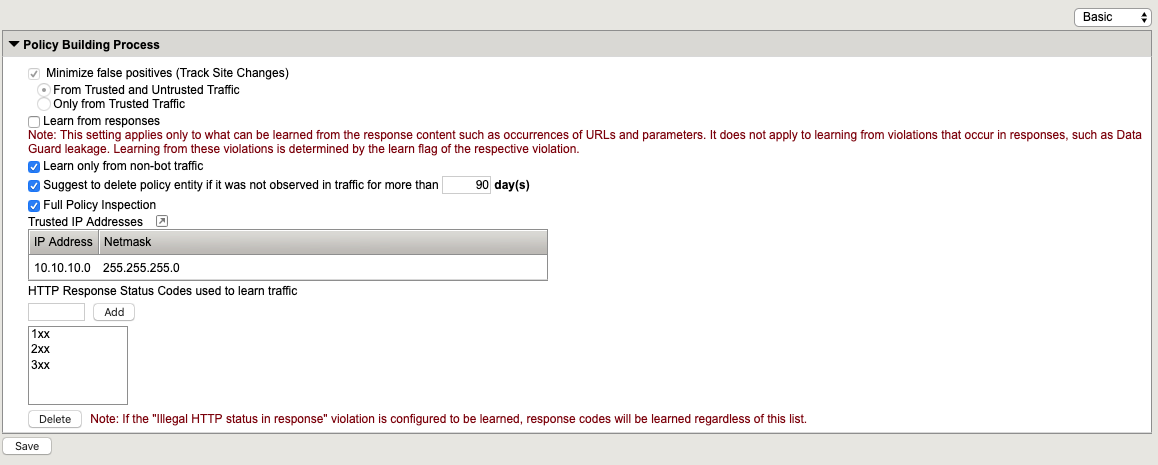 Basic
Policy Building Process
Minimize false positives (Track Site Changes)
From Trusted and Untrusted Traffic
Only from Trusted Traffic
Learn from responses
Note: This setting applies only to what can be learned from the response content such as occurrences of URLs and parameters. It does not apply to learning from violations that occur in responses, such as Data
Guard leakage. Learning from these violations is determined by the learn flag of the respective violation.
Learn only from non-bot traffic
Suggest to delete policy entity if it was not observed in traffic for more than 90 day(s)
Full Policy Inspection
Trusted IP Addresses
IP Address Netmask
10.10.10.0 255.255.255.0
HTTP Response Status Codes used to learn traffic
Add
1xx
2xx
3xx
Delete Note: If the "Illegal HTTP status in response" violation is configured to be learned, response codes will be learned regardless of this list.
Save